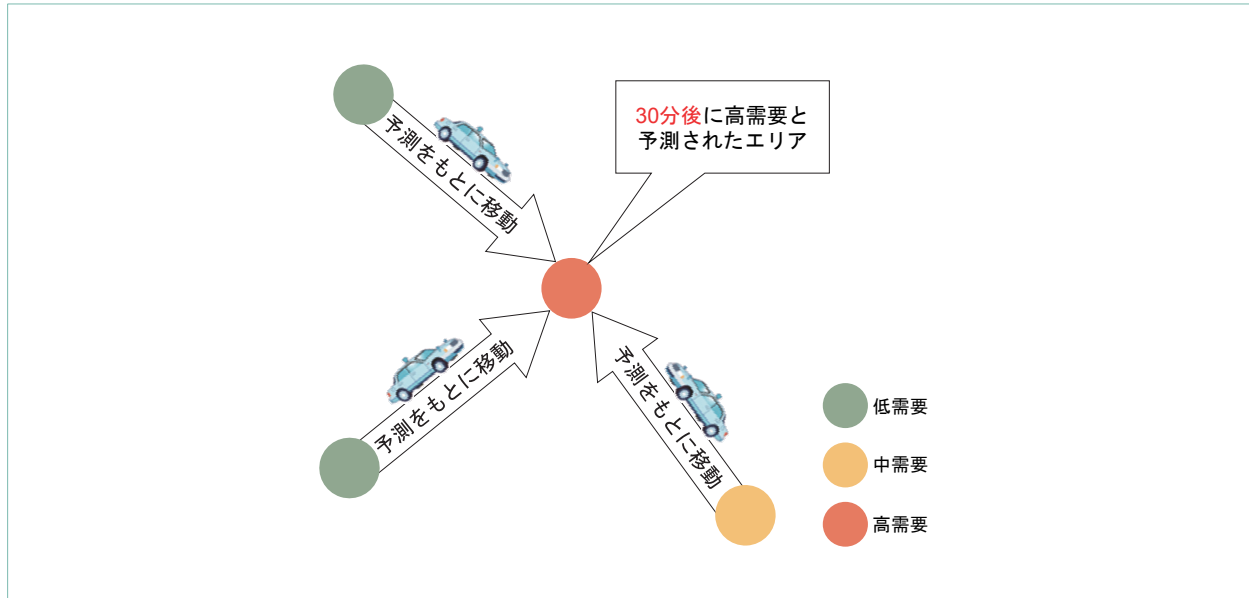 30分後に高需要と
予測されたエリア
予測をもとに移動
予測をもとに移動
予測をもとに移動
低需要
中需要
高需要